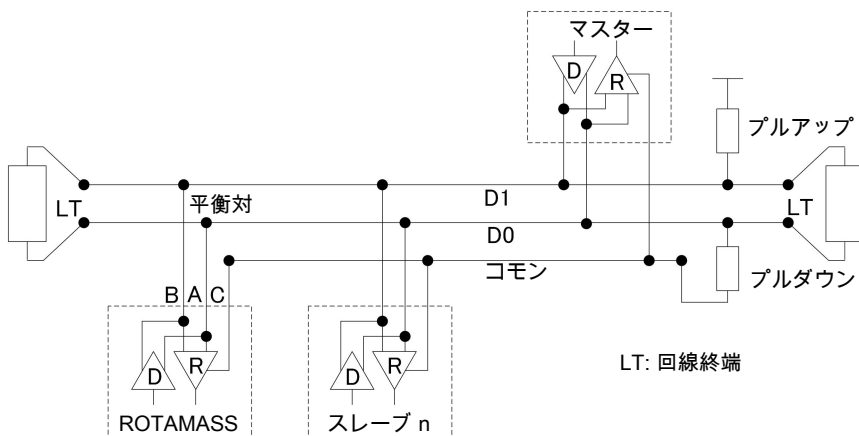 マスター
D
R
プルアップ
LT
平衡対
D1
LT
D0
コモン
プルダウン
B A C
D
R
D
R
LT: 回線終端
ROTAMASS
スレーブ n